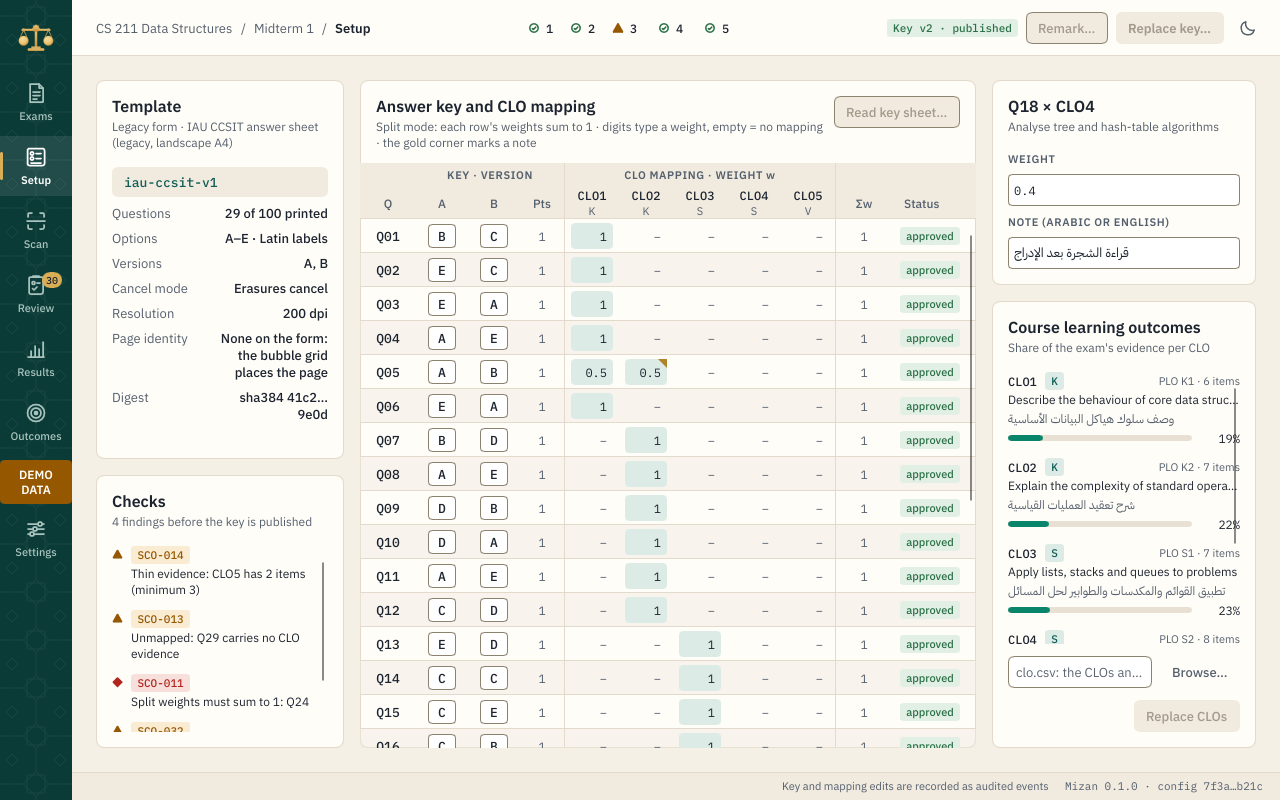 CS 211 Data Structures / Midterm 1 / Setup
1 2 3 4 5
Key v2 · published
Remark...
Replace key...
Exams
Setup
Scan
30
Review
Results
Outcomes
DEMO
DATA
Settings
Template
Legacy form · IAU CCSIT answer sheet
(legacy, landscape A4)
iau-ccsit-v1
Questions 29 of 100 printed
Options A–E · Latin labels
Versions A, B
Cancel mode Erasures cancel
Resolution 200 dpi
Page identity None on the form:
the bubble grid
places the page
Digest sha384 41c2…
9e0d
Checks
4 findings before the key is published
SCO-014
Thin evidence: CLO5 has 2 items
(minimum 3)
SCO-013
Unmapped: Q29 carries no CLO
evidence
SCO-011
Split weights must sum to 1: Q24
SCO-032
Answer key and CLO mapping
Split mode: each row's weights sum to 1 · digits type a weight, empty = no mapping
· the gold corner marks a note
Read key sheet…
KEY · VERSION CLO MAPPING · WEIGHT w
Q A B Pts CLO1 CLO2 CLO3 CLO4 CLO5 Σw Status
K K S S V
Q01 B C 1 1 – – – – 1 approved
Q02 E C 1 1 – – – – 1 approved
Q03 E A 1 1 – – – – 1 approved
Q04 A E 1 1 – – – – 1 approved
Q05 A B 1 0.5 0.5 – – – 1 approved
Q06 E A 1 1 – – – – 1 approved
Q07 B D 1 – 1 – – – 1 approved
Q08 A E 1 – 1 – – – 1 approved
Q09 D B 1 – 1 – – – 1 approved
Q10 D A 1 – 1 – – – 1 approved
Q11 A E 1 – 1 – – – 1 approved
Q12 C D 1 – 1 – – – 1 approved
Q13 E D 1 – – 1 – – 1 approved
Q14 C C 1 – – 1 – – 1 approved
Q15 C E 1 – – 1 – – 1 approved
Q16 C B 1 – – 1 – – 1 approved
Q18 × CLO4
Analyse tree and hash-table algorithms
WEIGHT
0.4
NOTE (ARABIC OR ENGLISH)
قراءة الشجرة بعد الإدراج
Course learning outcomes
Share of the exam's evidence per CLO
CLO1 K PLO K1 · 6 items
Describe the behaviour of core data struc…
وصف سلوك هياكل البيانات الأساسية
19%
CLO2 K PLO K2 · 7 items
Explain the complexity of standard opera…
شرح تعقيد العمليات القياسية
22%
CLO3 S PLO S1 · 7 items
Apply lists, stacks and queues to problems
تطبيق القوائم والمكدسات والطوابير لحل المسائل
23%
CLO4 S PLO S2 · 8 items
clo.csv: the CLOs an…
Browse...
Replace CLOs
Key and mapping edits are recorded as audited events Mizan 0.1.0 · config 7f3a…b21c